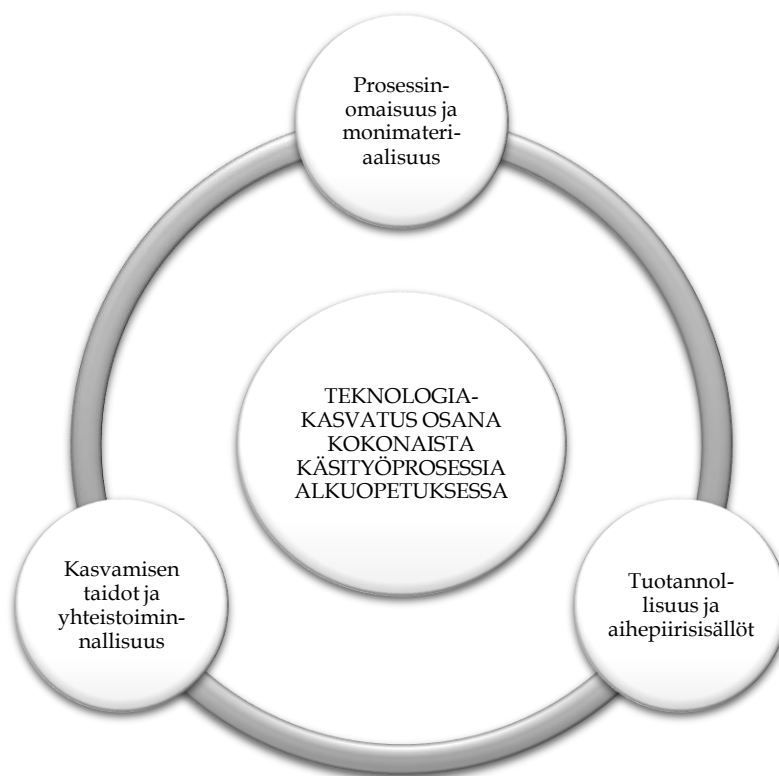 Prosessin-
omaisuus ja
monimateri-
aalisuus
TEKNOLOGIA-
KASVATUS OSANA
KOKONAISTA
KÄSITYÖPROSESSIA
ALKUOPETUKSESSA
Kasvamisen
taidot ja
yhteistoimin-
nallisuus
Tuotannol-
lisuus ja
aihepiirisisällöt